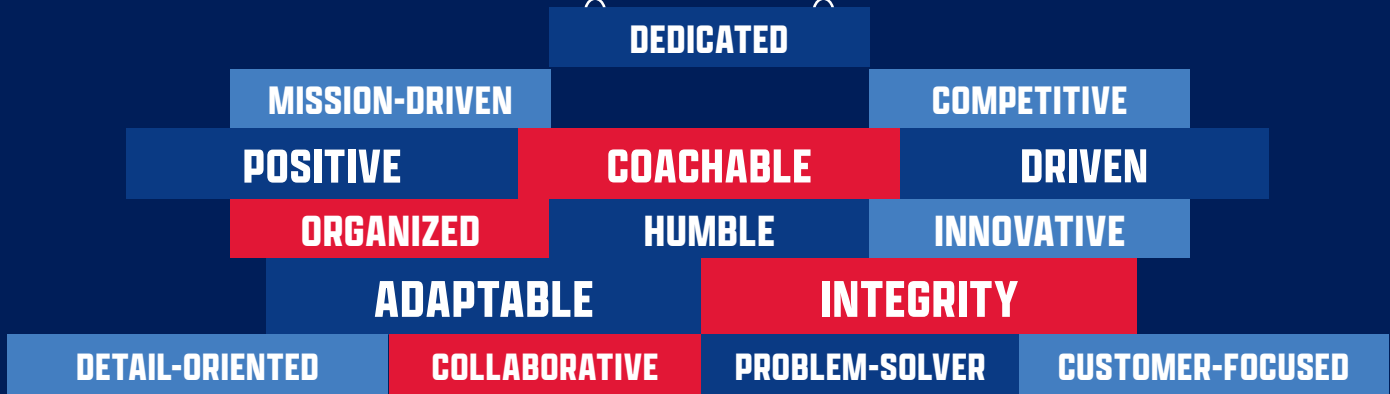 DEDICATED
MISSION-DRIVEN COMPETITIVE
POSITIVE COACHABLE DRIVEN
ORGANIZED HUMBLE INNOVATIVE
ADAPTABLE INTEGRITY
DETAIL-ORIENTED COLLABORATIVE PROBLEM-SOLVER CUSTOMER-FOCUSED